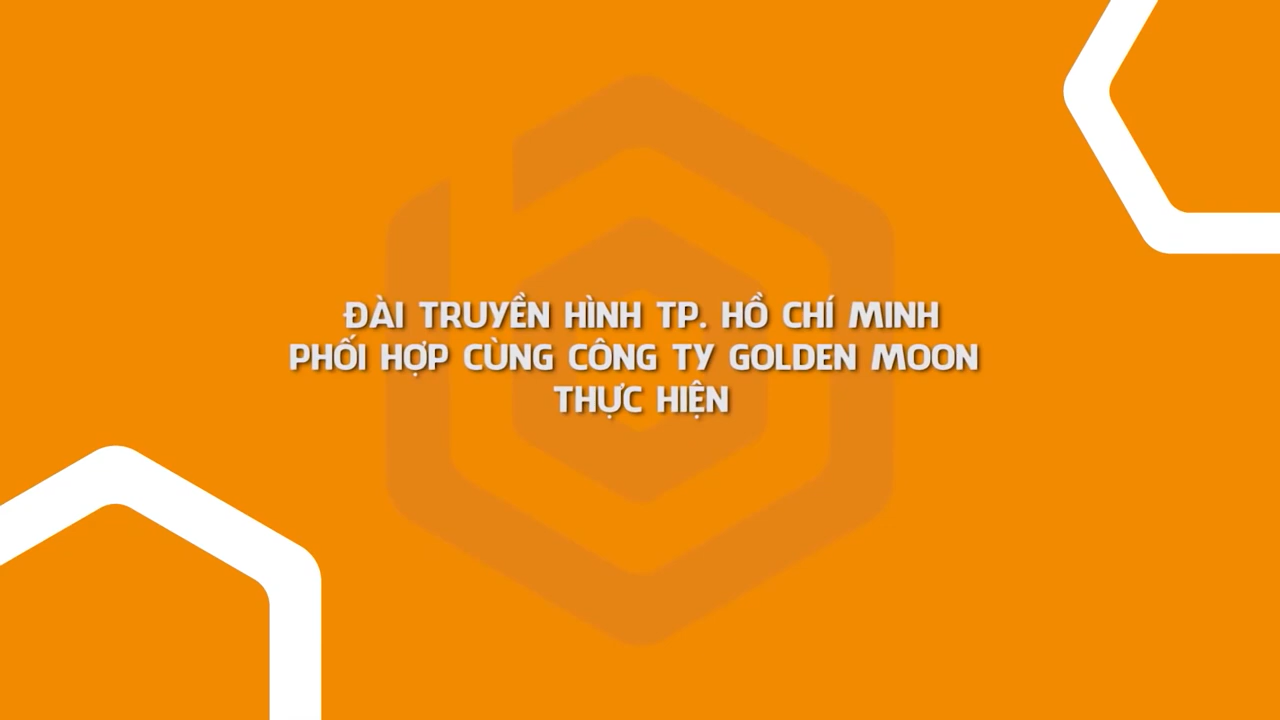 ĐÀI TRUYỀN HÌNH TP. HỒ CHÍ MINH
PHỐI HỢP CÙNG CÔNG TY GOLDEN MOON
THỰC HIỆN